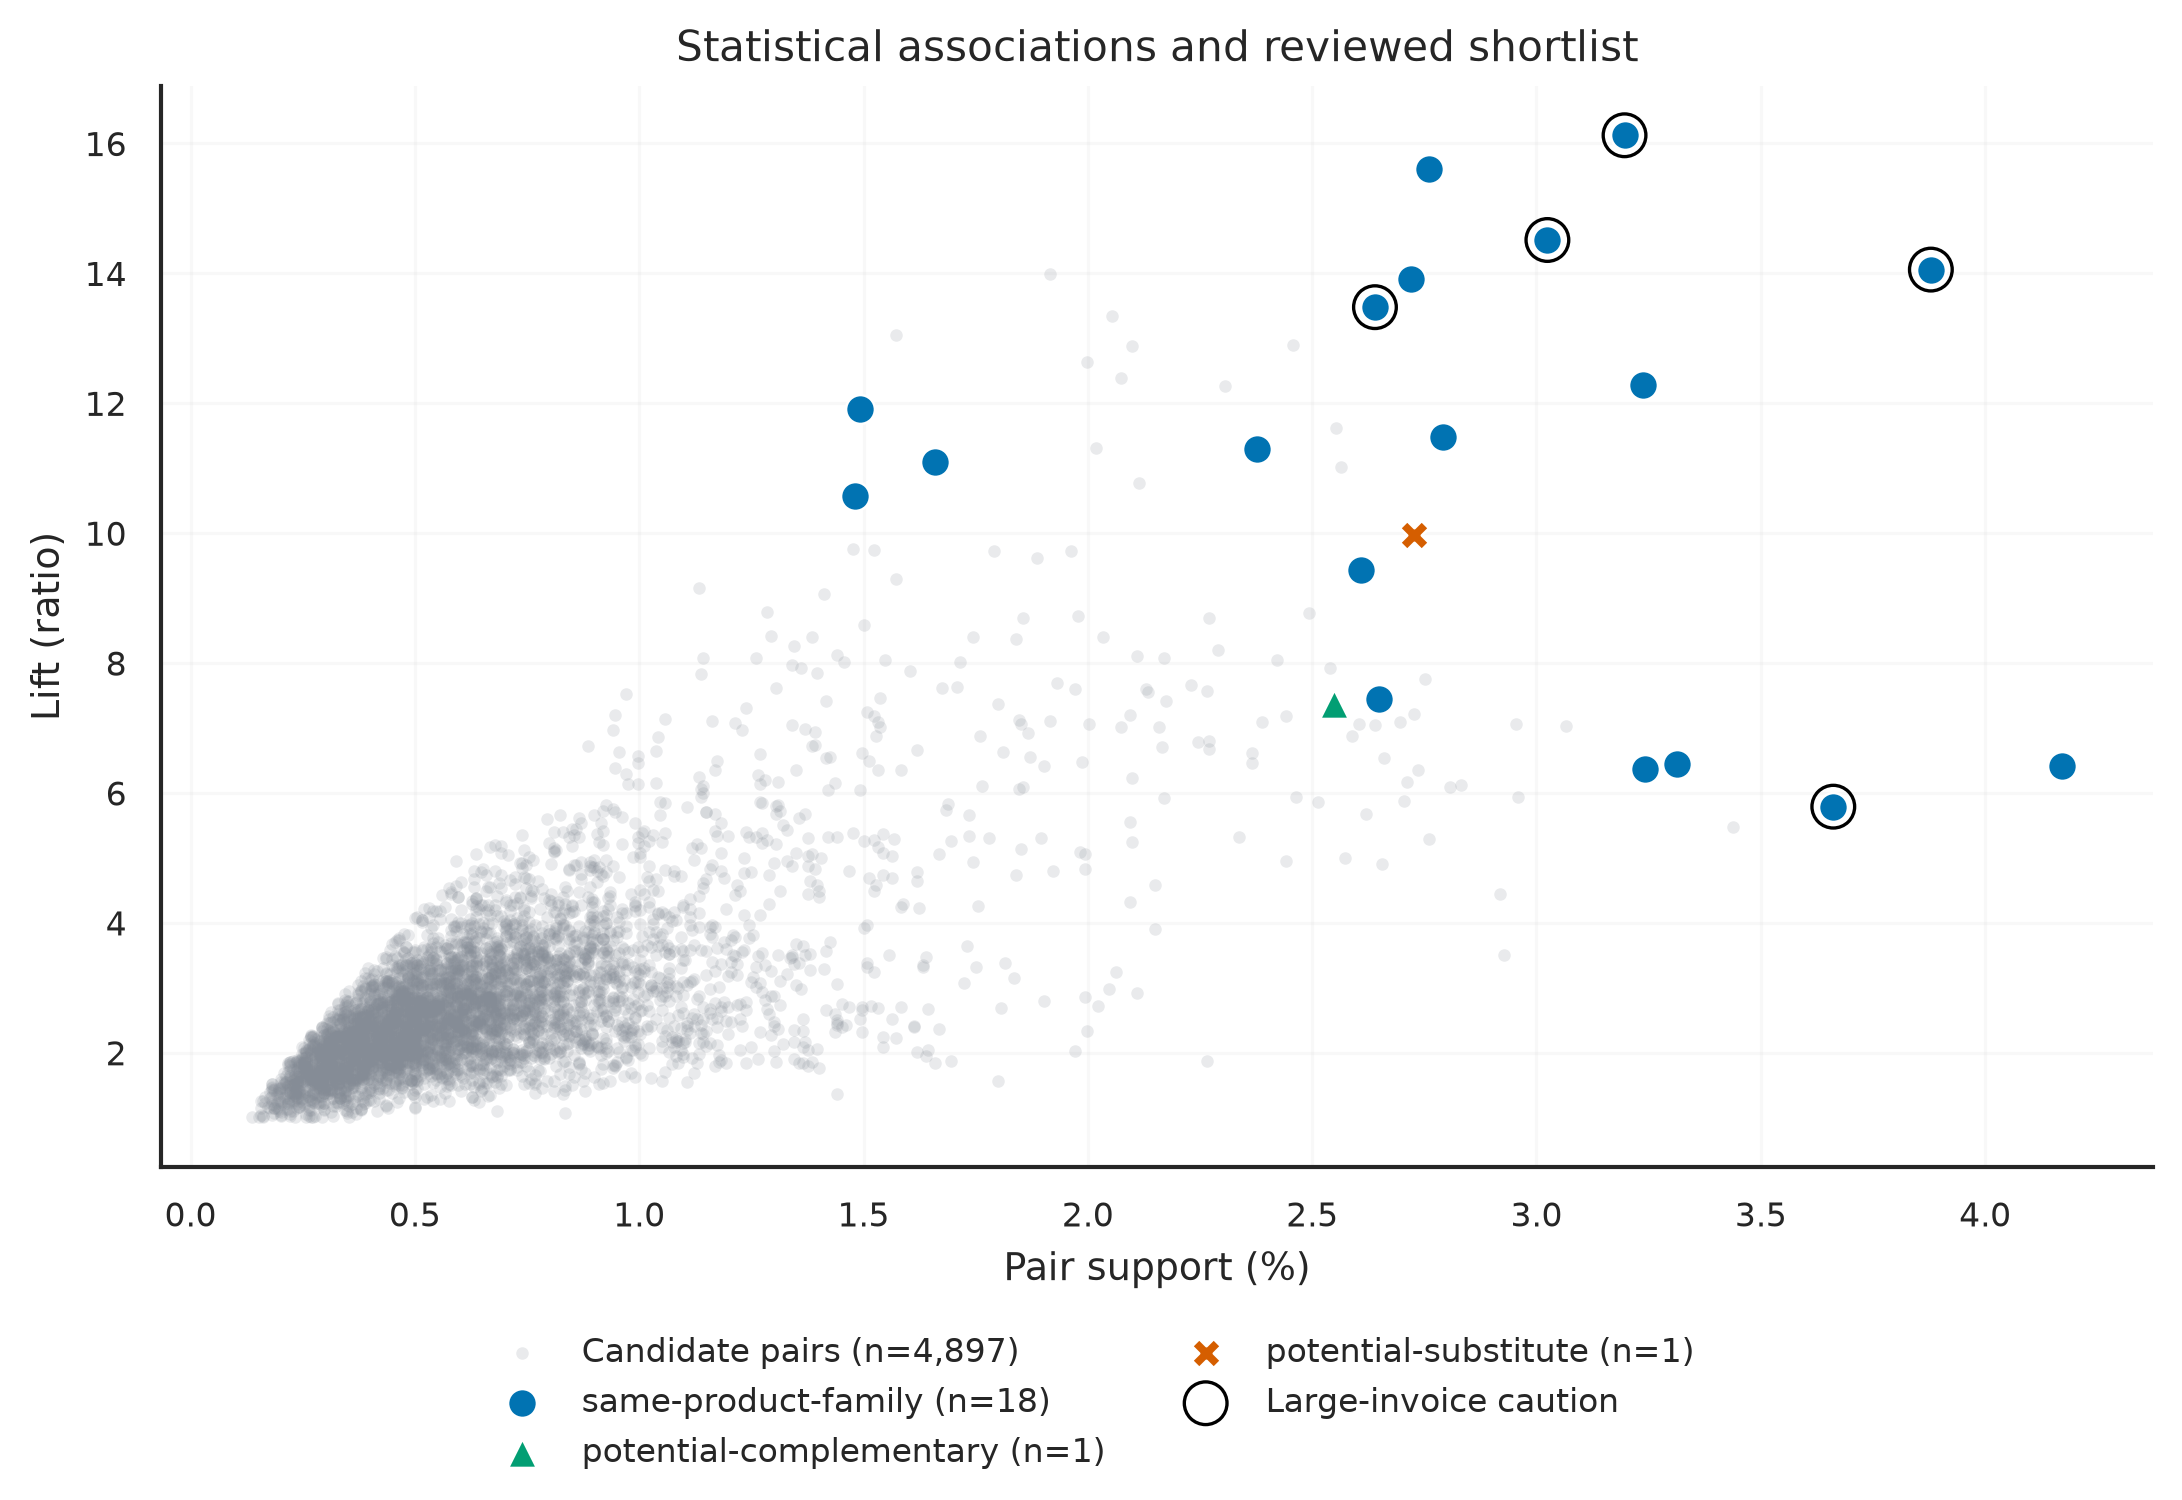 Statistical associations and reviewed shortlist
16
14
12
10
8
6
4
2
Lift (ratio)
0.0 0.5 1.0 1.5 2.0 2.5 3.0 3.5 4.0
Pair support (%)
Candidate pairs (n=4,897)
same-product-family (n=18)
potential-complementary (n=1)
potential-substitute (n=1)
Large-invoice caution